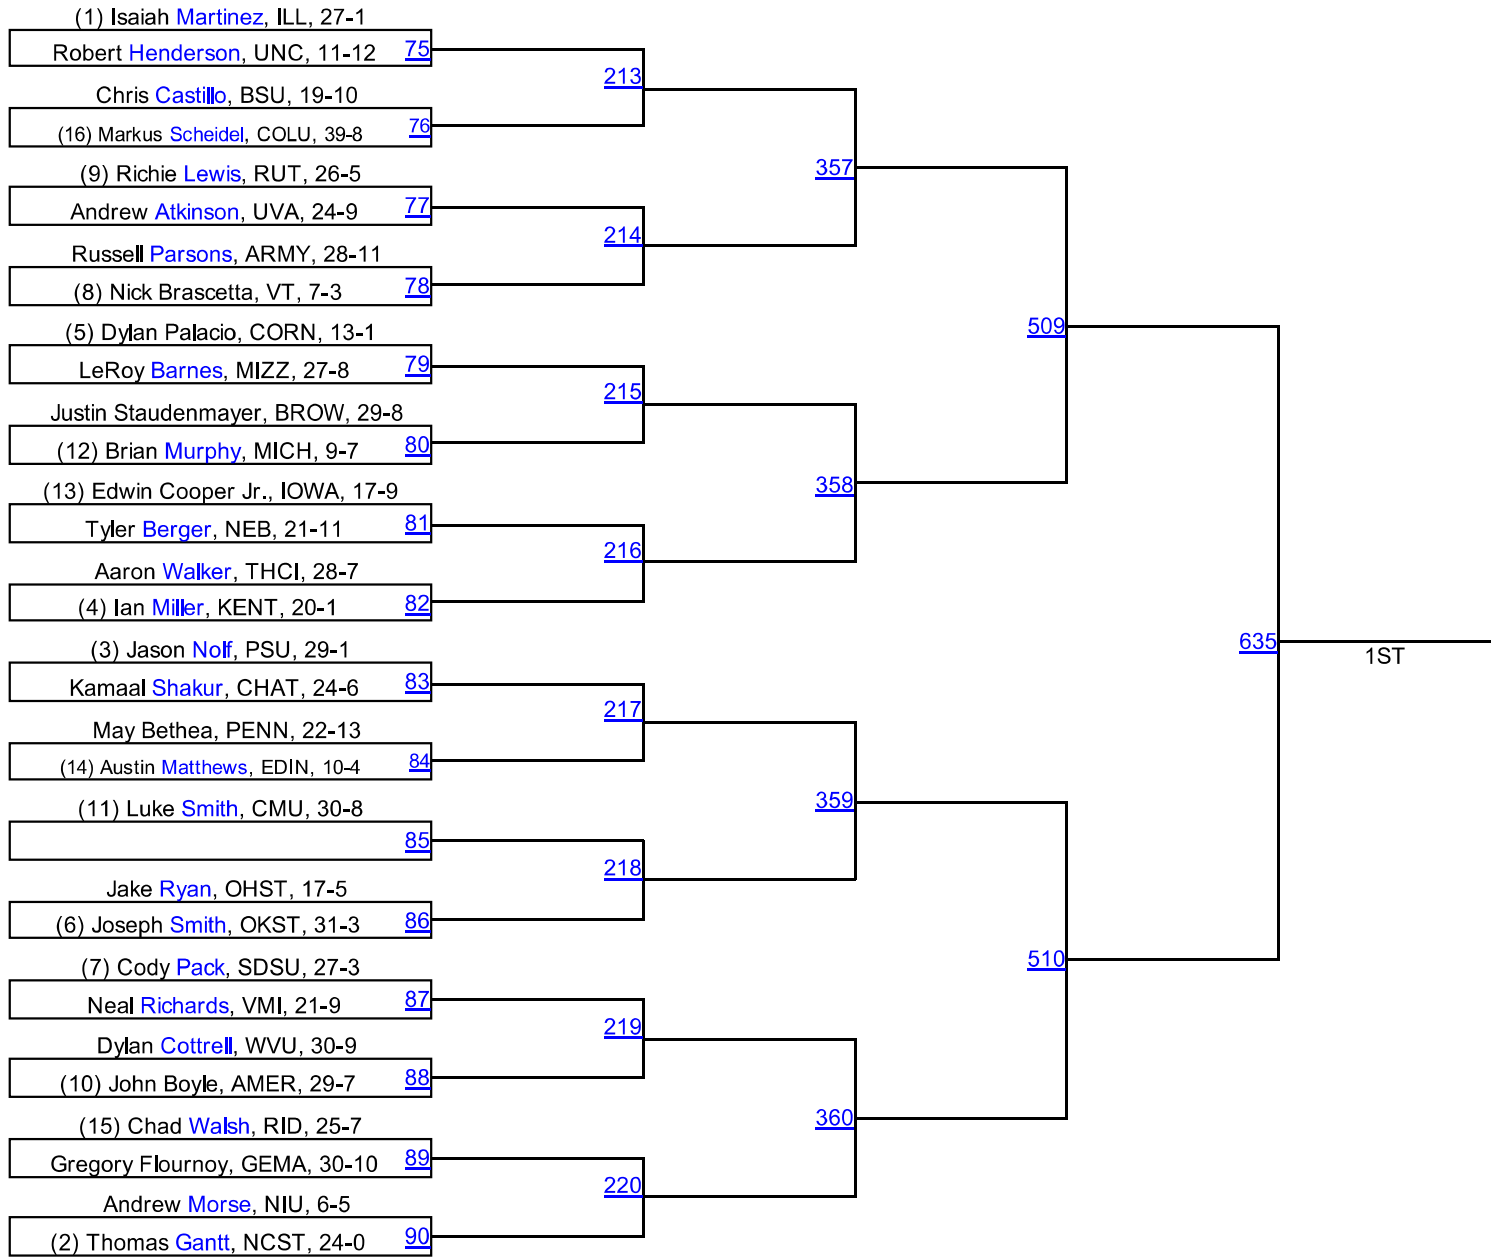 (1) Isaiah Martinez, ILL, 27-1
Robert Henderson, UNC, 11-12 75
213
Chris Castillo, BSU, 19-10
(16) Markus Scheidel, COLU, 39-8 76
357
(9) Richie Lewis, RUT, 26-5
Andrew Atkinson, UVA, 24-9 77
214
Russell Parsons, ARMY, 28-11
(8) Nick Brascetta, VT, 7-3 78
509
(5) Dylan Palacio, CORN, 13-1
LeRoy Barnes, MIZZ, 27-8 79
215
Justin Staudenmayer, BROW, 29-8
(12) Brian Murphy, MICH, 9-7 80
358
(13) Edwin Cooper Jr., IOWA, 17-9
Tyler Berger, NEB, 21-11 81
216
Aaron Walker, THCI, 28-7
(4) Ian Miller, KENT, 20-1 82
635
1ST
(3) Jason Nolf, PSU, 29-1
Kamaal Shakur, CHAT, 24-6 83
217
May Bethea, PENN, 22-13
(14) Austin Matthews, EDIN, 10-4 84
359
(11) Luke Smith, CMU, 30-8
85
218
Jake Ryan, OHST, 17-5
(6) Joseph Smith, OKST, 31-3 86
510
(7) Cody Pack, SDSU, 27-3
Neal Richards, VMI, 21-9 87
219
Dylan Cottrell, WVU, 30-9
(10) John Boyle, AMER, 29-7 88
360
(15) Chad Walsh, RID, 25-7
Gregory Flournoy, GEMA, 30-10 89
220
Andrew Morse, NIU, 6-5
(2) Thomas Gantt, NCST, 24-0 90